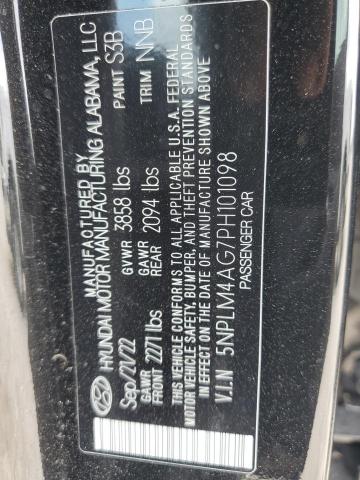 MANUFACTURED BY
HYUNDAI MOTOR MANUFACTURING ALABAMA, LLC
Sep/21/22 GVWR 3858 lbs PAINT S3B
GAWR FRONT 2271 lbs GAWR REAR 2094 lbs TRIM NNB
THIS VEHICLE CONFORMS TO ALL APPLICABLE U.S.A. FEDERAL
MOTOR VEHICLE SAFETY, BUMPER, AND THEFT PREVENTION STANDARDS
IN EFFECT ON THE DATE OF MANUFACTURE SHOWN ABOVE
V.I.N 5NPLM4AG7PH101098
PASSENGER CAR